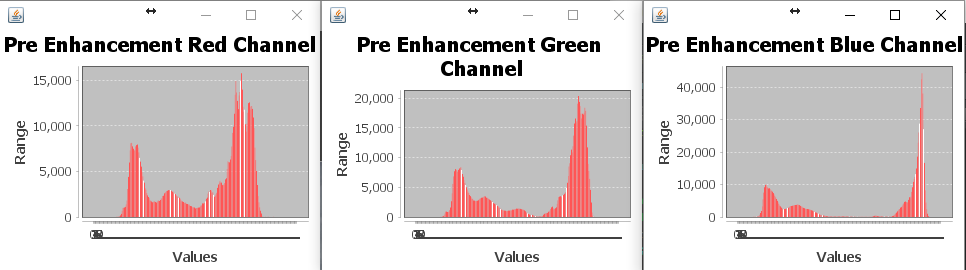 Pre Enhancement Red Channel
15,000
10,000
5,000
0
Range
Values
Pre Enhancement Green
Channel
20,000
15,000
10,000
5,000
0
Range
Values
Pre Enhancement Blue Channel
40,000
30,000
20,000
10,000
0
Range
Values